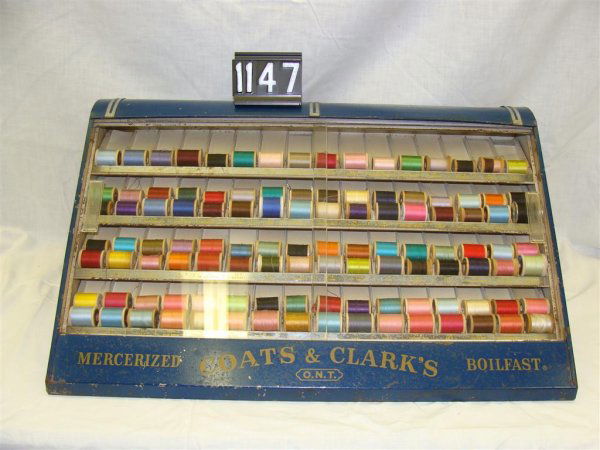 1147
MERCERIZED COATS & CLARK'S BOILFAST.
O.N.T.